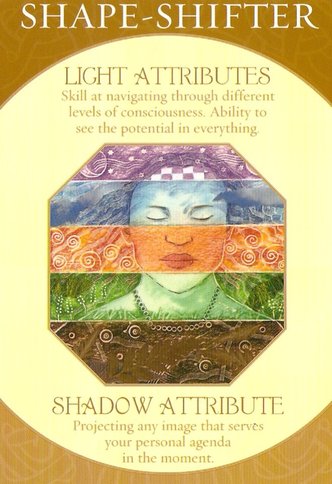 SHAPE-SHIFTER
LIGHT ATTRIBUTES
Skill at navigating through different
levels of consciousness. Ability to
see the potential in everything.
SHADOW ATTRIBUTE
Projecting any image that serves
your personal agenda
in the moment.